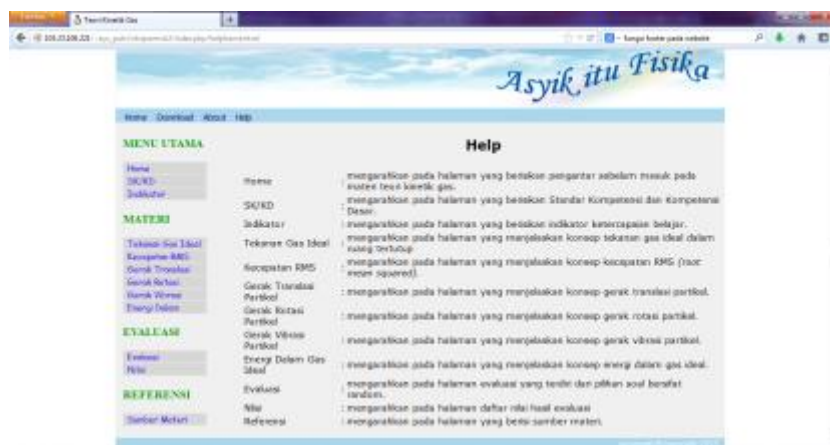 Teori Kinetik Gas
fungsi footer pada website
Asyik itu Fisika
Home Download About Help
MENU UTAMA
Home
SK/KD
Indikator
MATERI
Tekanan Gas Ideal
Kecepatan RMS
Gerak Translasi
Gerak Rotasi
Gerak Vibrasi
Energi Dalam
EVALUASI
Evaluasi
Nilai
REFERENSI
Sumber Materi
Help
Home : mengarahkan pada halaman yang berisikan pengantar sebelum masuk pada
materi teori kinetik gas.
SK/KD : mengarahkan pada halaman yang berisikan Standar Kompetensi dan Kompetensi
Dasar.
Indikator : mengarahkan pada halaman yang berisikan indikator ketercapaian belajar.
Tekanan Gas Ideal : mengarahkan pada halaman yang menjelaskan konsep tekanan gas ideal dalam
ruang tertutup
Kecepatan RMS : mengarahkan pada halaman yang menjelaskan konsep kecepatan RMS (root
mean squared).
Gerak Translasi
Partikel : mengarahkan pada halaman yang menjelaskan konsep gerak translasi partikel.
Gerak Rotasi
Partikel : mengarahkan pada halaman yang menjelaskan konsep gerak rotasi partikel.
Gerak Vibrasi
Partikel : mengarahkan pada halaman yang menjelaskan konsep gerak vibrasi partikel.
Energi Dalam Gas
Ideal : mengarahkan pada halaman yang menjelaskan konsep energi dalam gas ideal.
Evaluasi : mengarahkan pada halaman evaluasi yang terdiri dari pilihan soal bersifat
random.
Nilai : mengarahkan pada halaman daftar nilai hasil evaluasi
Referensi : mengarahkan pada halaman yang berisi sumber materi.